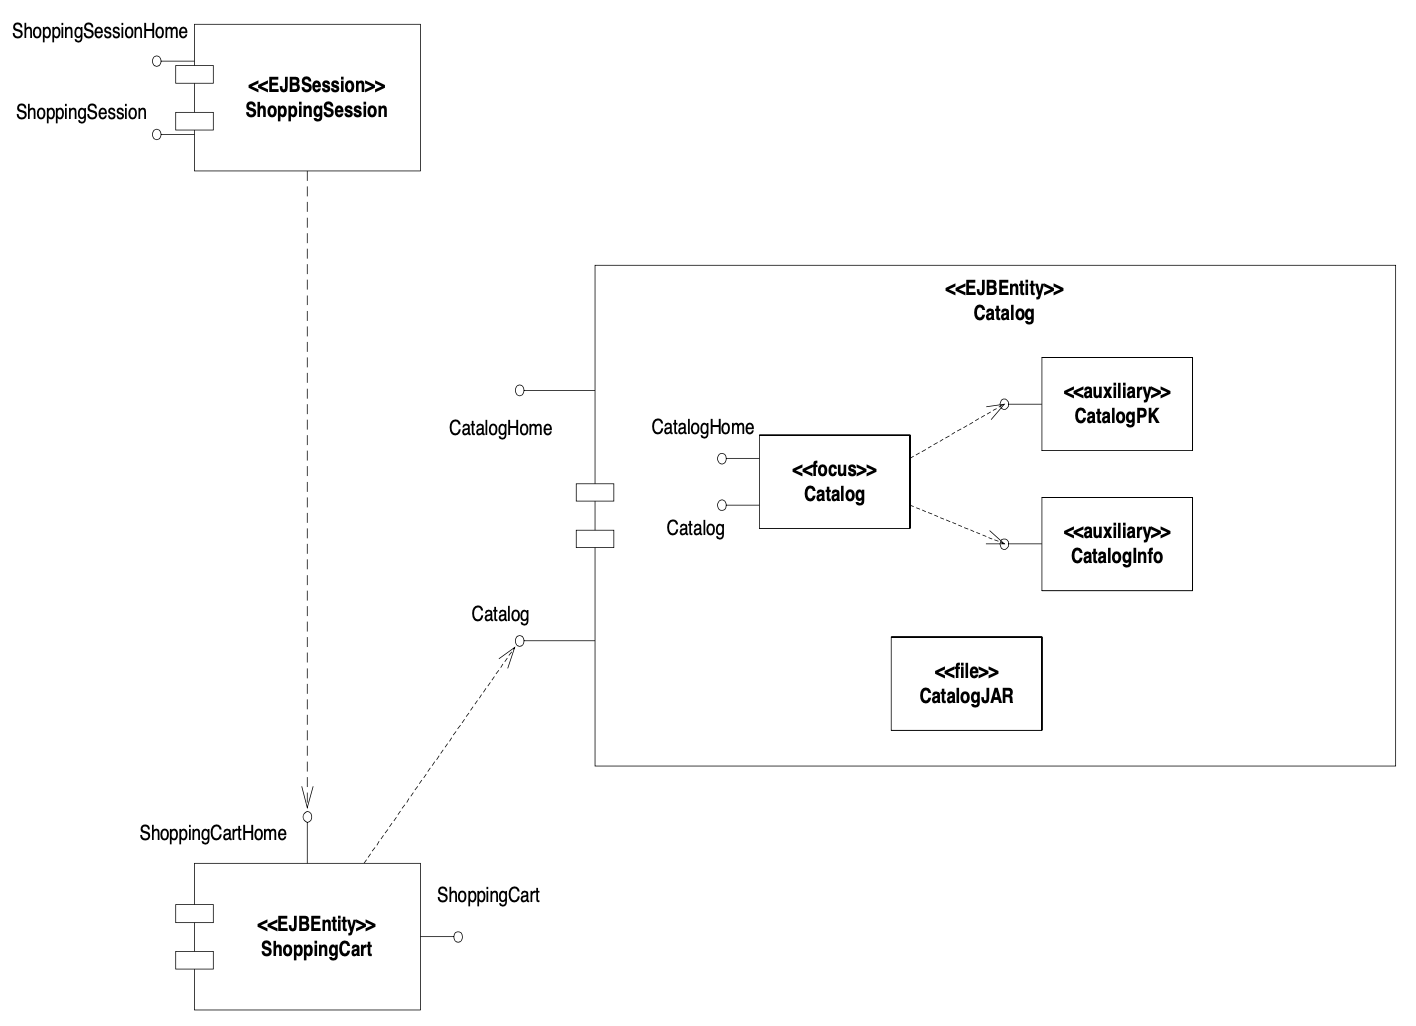 ShoppingSessionHome
<<EJBSession>>
ShoppingSession
ShoppingSession
<<EJBEntity>>
Catalog
CatalogHome
CatalogHome
<<focus>>
Catalog
Catalog
<<auxiliary>>
CatalogPK
<<auxiliary>>
CatalogInfo
Catalog
<<file>>
CatalogJAR
ShoppingCartHome
<<EJBEntity>>
ShoppingCart
ShoppingCart